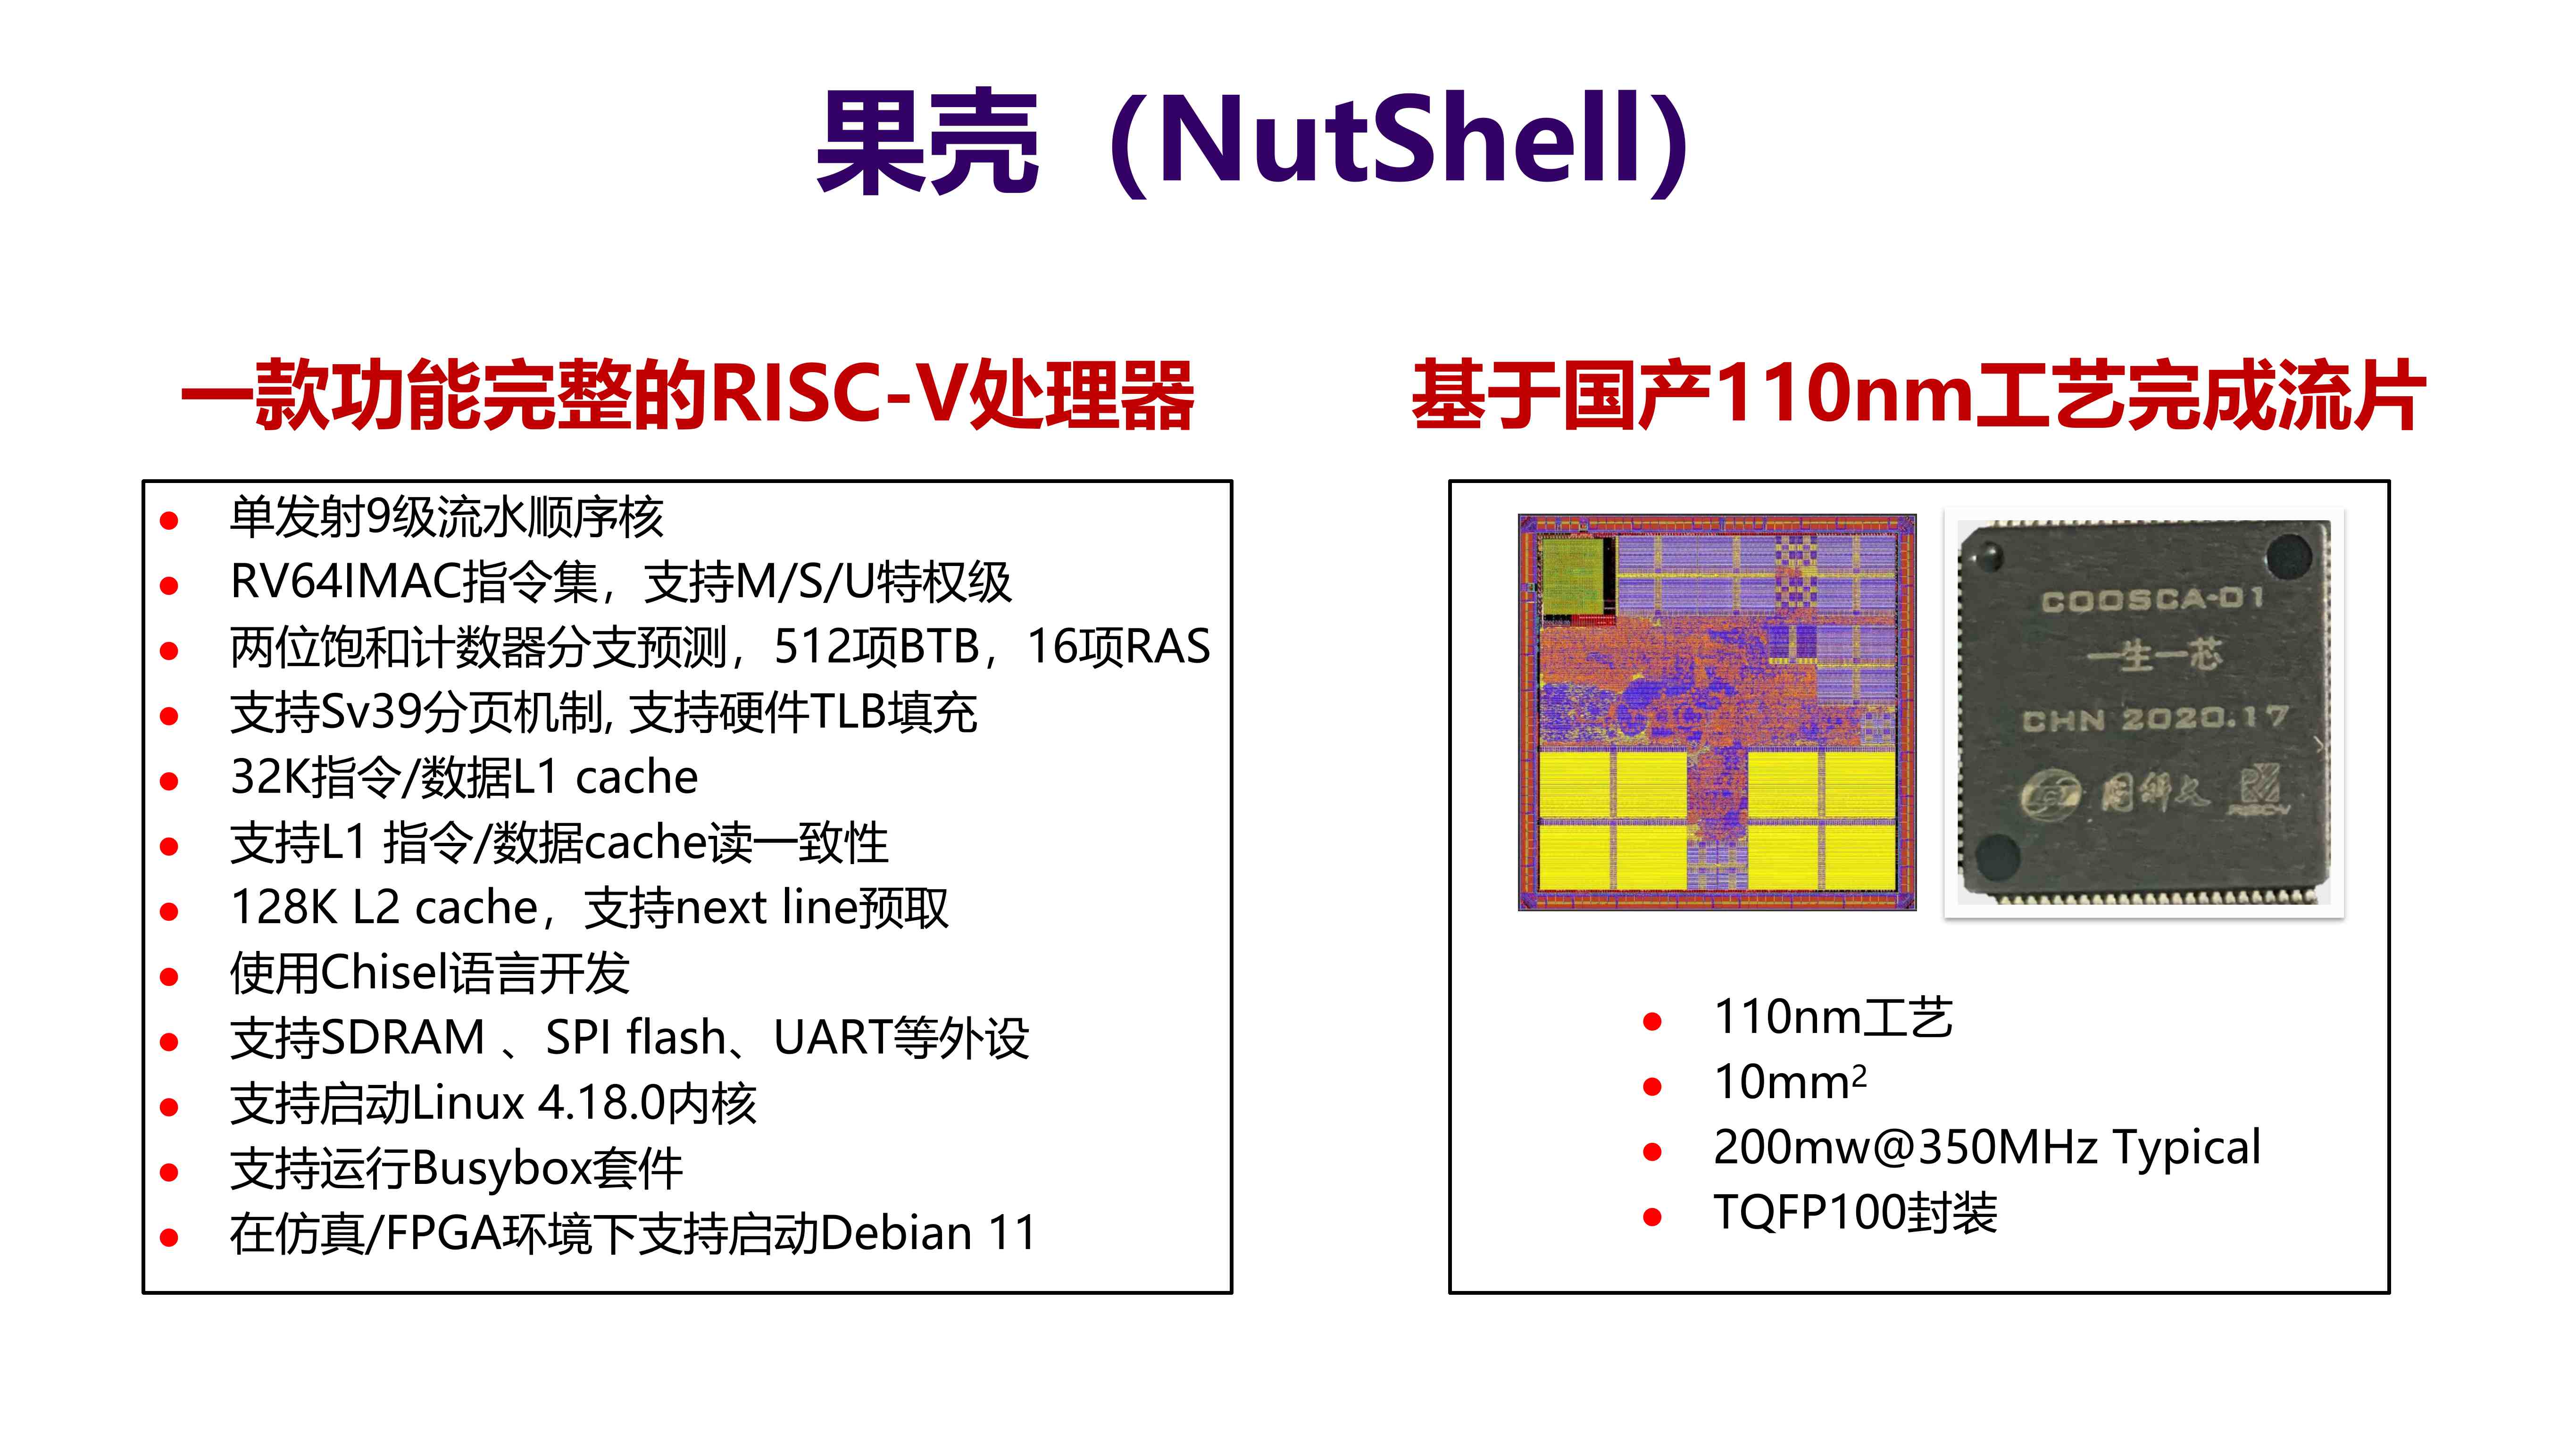 果壳（NutShell）
一款功能完整的RISC-V处理器
单发射9级流水顺序核
RV64IMAC指令集，支持M/S/U特权级
两位饱和计数器分支预测，512项BTB，16项RAS
支持Sv39分页机制, 支持硬件TLB填充
32K指令/数据L1 cache
支持L1 指令/数据cache读一致性
128K L2 cache，支持next line预取
使用Chisel语言开发
支持SDRAM 、SPI flash、UART等外设
支持启动Linux 4.18.0内核
支持运行Busybox套件
在仿真/FPGA环境下支持启动Debian 11
基于国产110nm工艺完成流片
COOSCA-01
一生一芯
CHN 2020.17
国科大
110nm工艺
10mm²
200mw@350MHz Typical
TQFP100封装